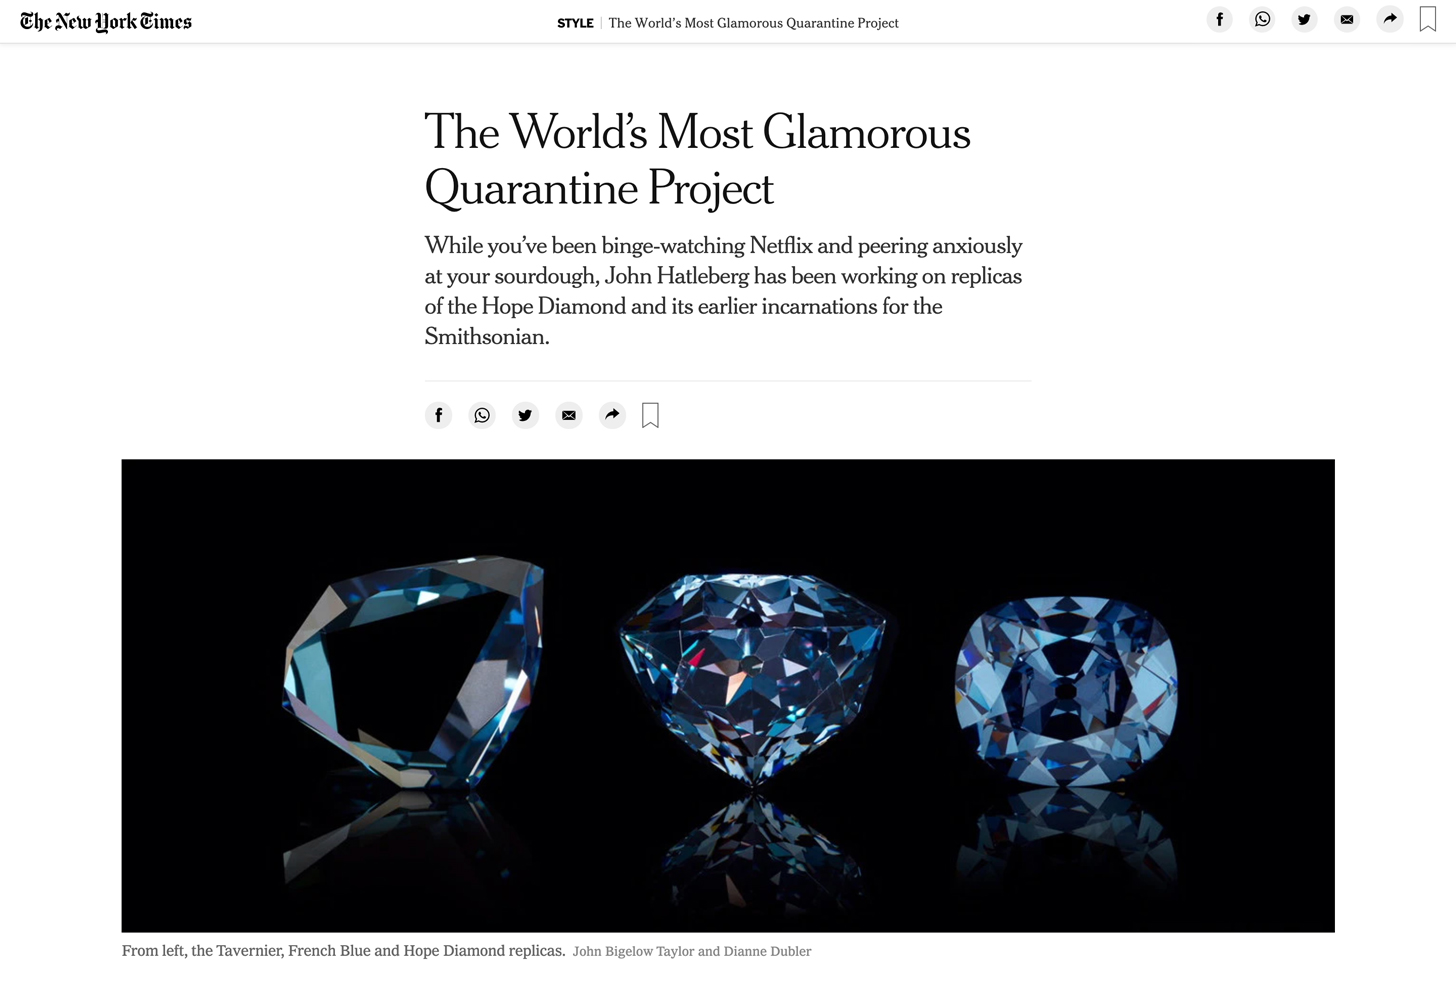 The New York Times
STYLE | The World’s Most Glamorous Quarantine Project
The World’s Most Glamorous
Quarantine Project
While you’ve been binge-watching Netflix and peering anxiously
at your sourdough, John Hatleberg has been working on replicas
of the Hope Diamond and its earlier incarnations for the
Smithsonian.
From left, the Tavernier, French Blue and Hope Diamond replicas. John Bigelow Taylor and Dianne Dubler